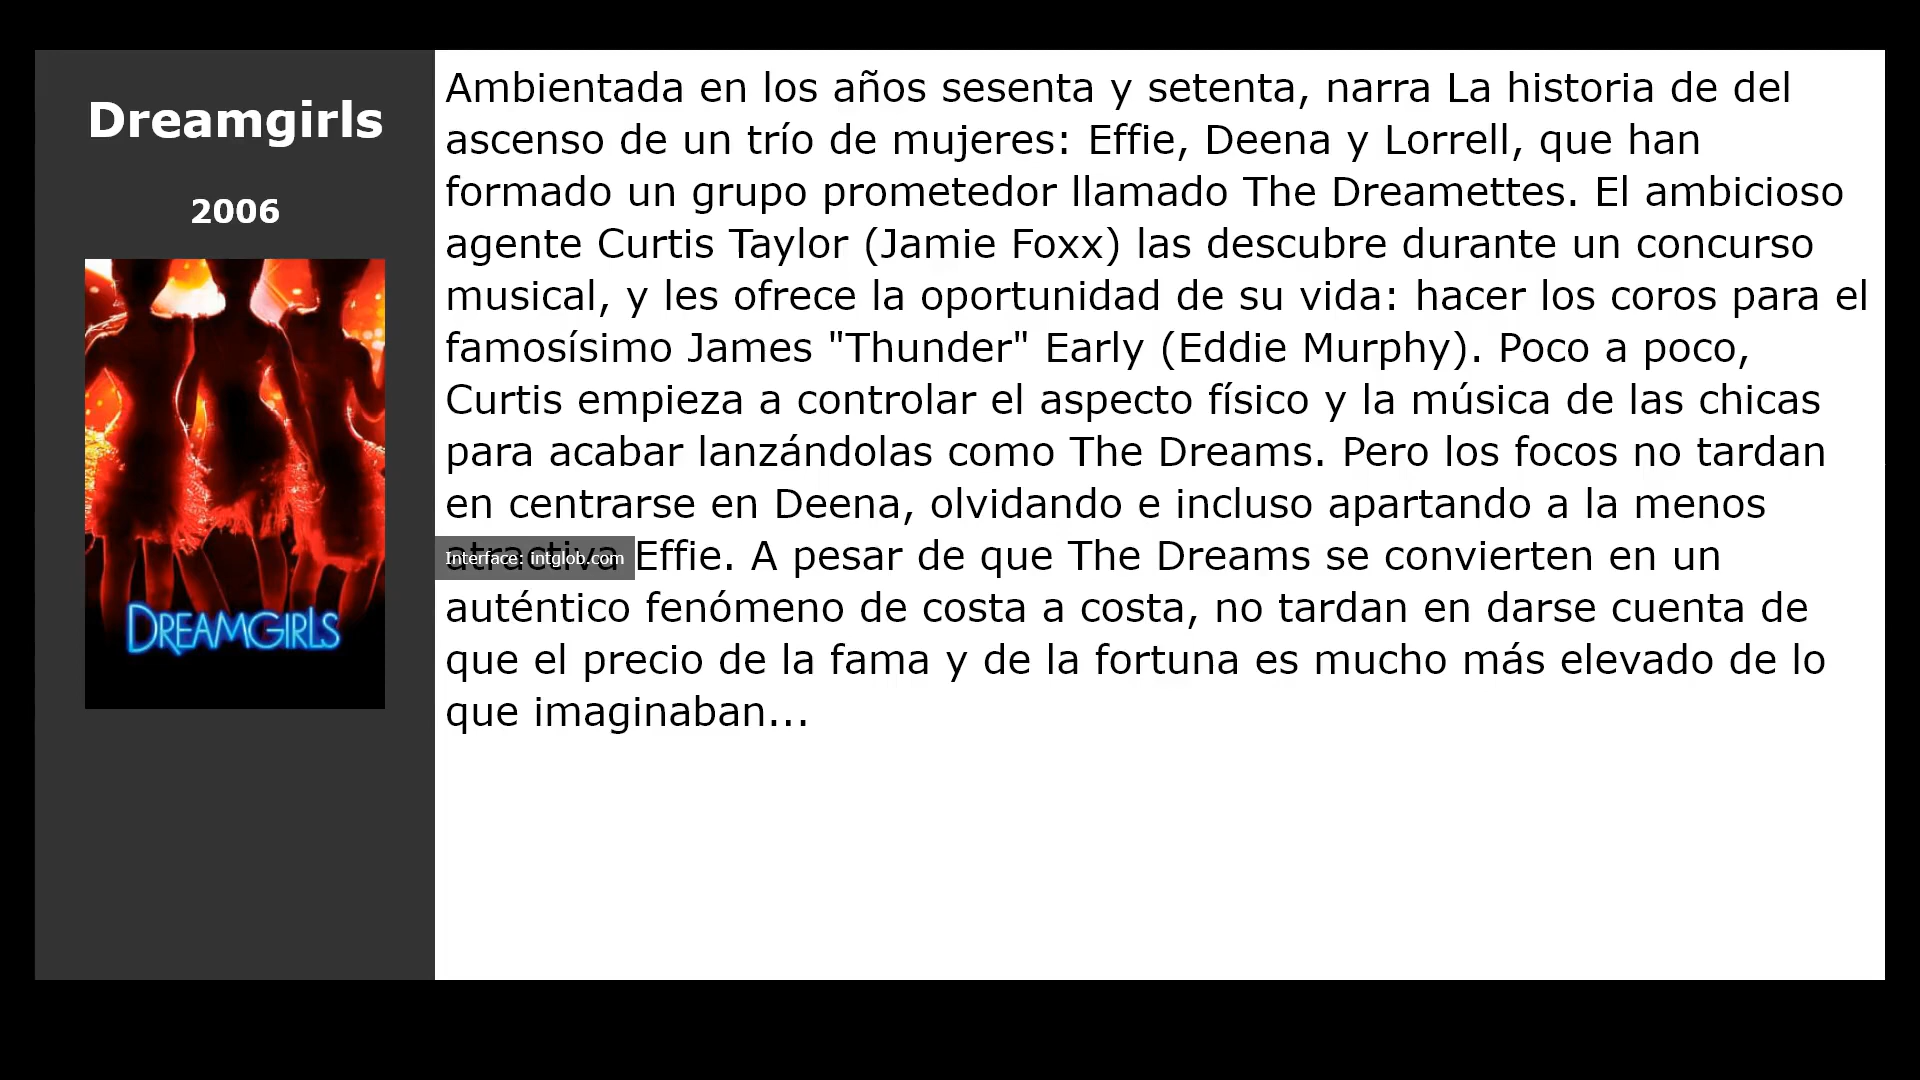 Dreamgirls
2006
DREAMGIRLS
Ambientada en los años sesenta y setenta, narra La historia de del
ascenso de un trío de mujeres: Effie, Deena y Lorrell, que han
formado un grupo prometedor llamado The Dreamettes. El ambicioso
agente Curtis Taylor (Jamie Foxx) las descubre durante un concurso
musical, y les ofrece la oportunidad de su vida: hacer los coros para el
famosísimo James "Thunder" Early (Eddie Murphy). Poco a poco,
Curtis empieza a controlar el aspecto físico y la música de las chicas
para acabar lanzándolas como The Dreams. Pero los focos no tardan
en centrarse en Deena, olvidando e incluso apartando a la menos
atractiva Effie. A pesar de que The Dreams se convierten en un
Interface: intglob.com
auténtico fenómeno de costa a costa, no tardan en darse cuenta de
que el precio de la fama y de la fortuna es mucho más elevado de lo
que imaginaban...